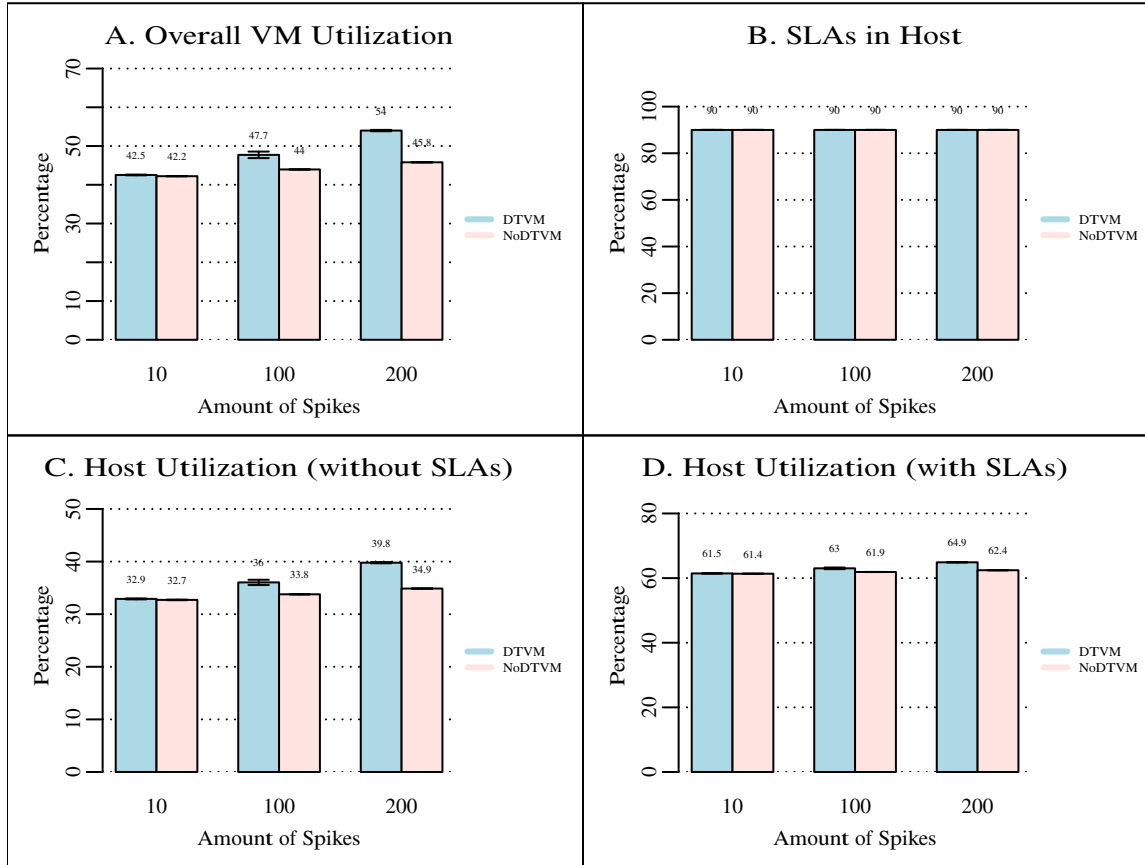 A. Overall VM Utilization
Percentage
0
10
30
50
70
42.5
42.2
47.7
44
54
45.8
10
100
200
Amount of Spikes
DTVM
NoDTVM
B. SLAs in Host
Percentage
0
20
40
60
80
100
90
90
90
90
90
90
10
100
200
Amount of Spikes
DTVM
NoDTVM
C. Host Utilization (without SLAs)
Percentage
0
10
20
30
40
50
32.9
32.7
36
33.8
39.8
34.9
10
100
200
Amount of Spikes
DTVM
NoDTVM
D. Host Utilization (with SLAs)
Percentage
0
20
40
60
80
61.5
61.4
63
61.9
64.9
62.4
10
100
200
Amount of Spikes
DTVM
NoDTVM